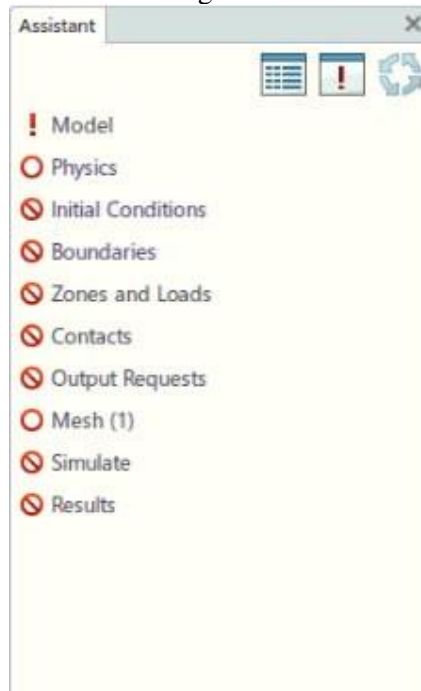 Assistant
Model
Physics
Initial Conditions
Boundaries
Zones and Loads
Contacts
Output Requests
Mesh (1)
Simulate
Results